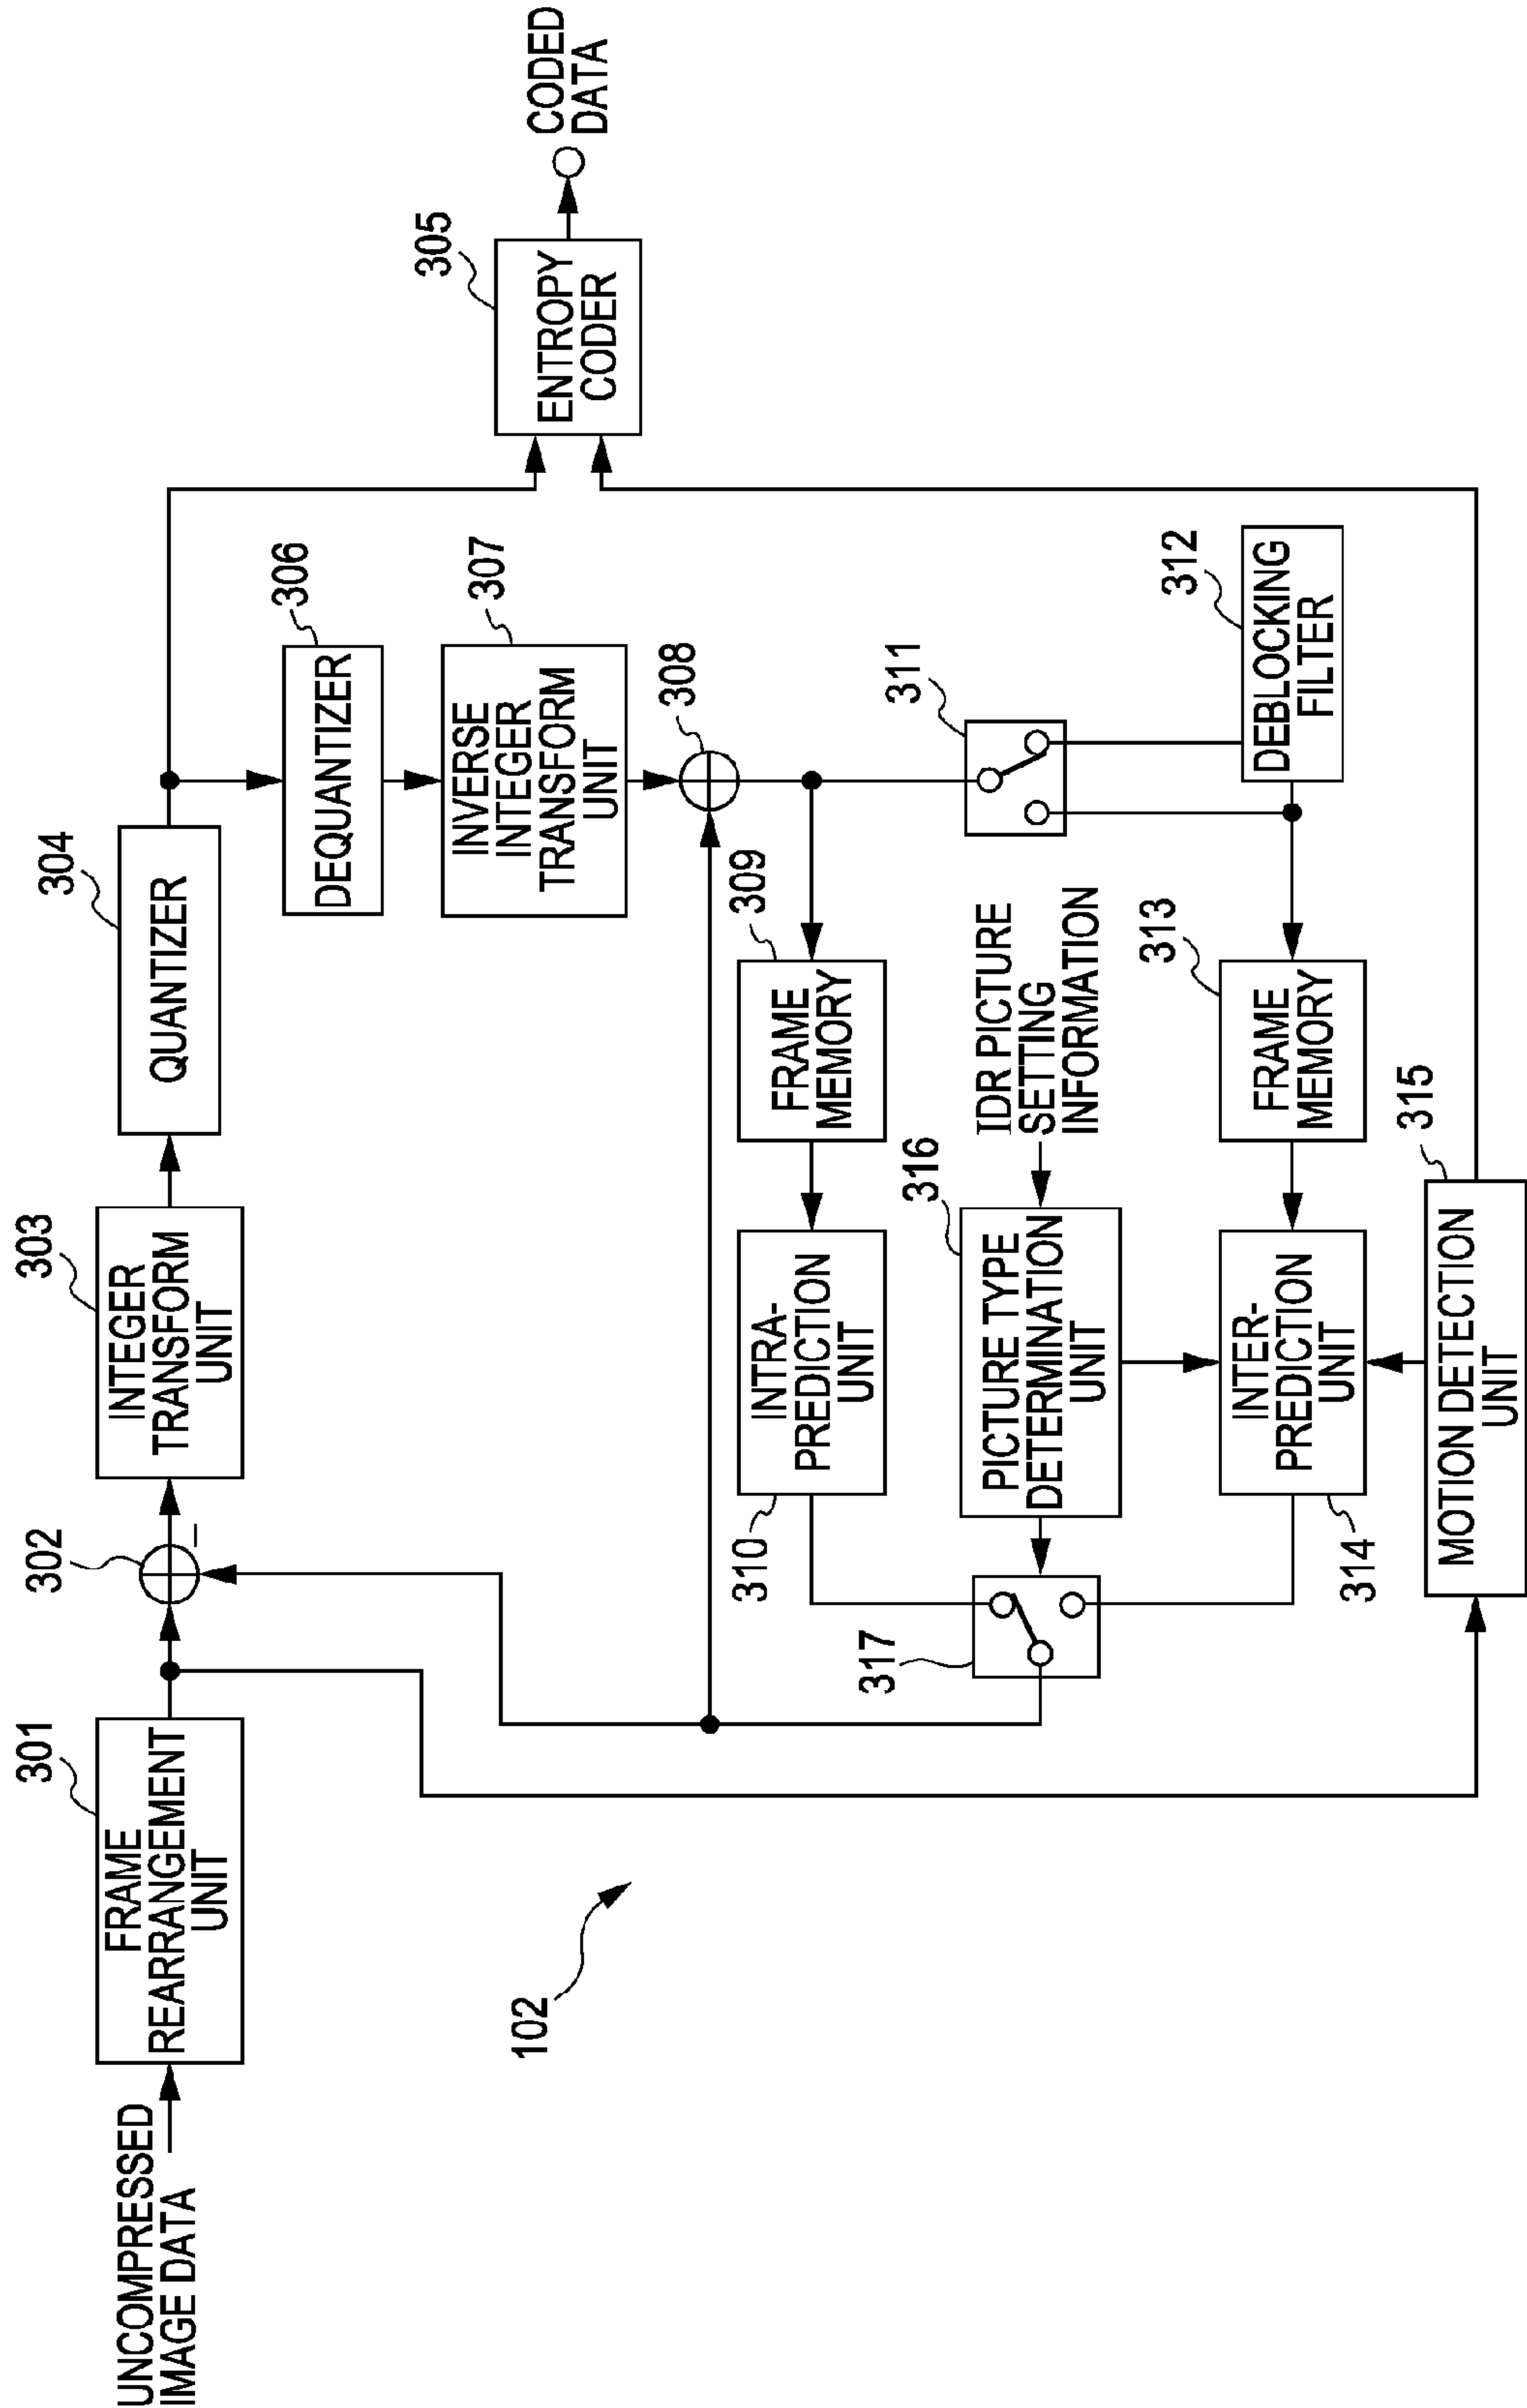 UNCOMPRESSED
IMAGE DATA
301
FRAME
REARRANGEMENT
UNIT
302
−
303
INTEGER
TRANSFORM
UNIT
304
QUANTIZER
305
ENTROPY
CODER
CODED
DATA
306
DEQUANTIZER
307
INVERSE
INTEGER
TRANSFORM
UNIT
308
309
FRAME
MEMORY
310
INTRA-
PREDICTION
UNIT
311
312
DEBLOCKING
FILTER
313
FRAME
MEMORY
314
INTER-
PREDICTION
UNIT
315
MOTION DETECTION
UNIT
316
PICTURE TYPE
DETERMINATION
UNIT
IDR PICTURE
SETTING
INFORMATION
317
102